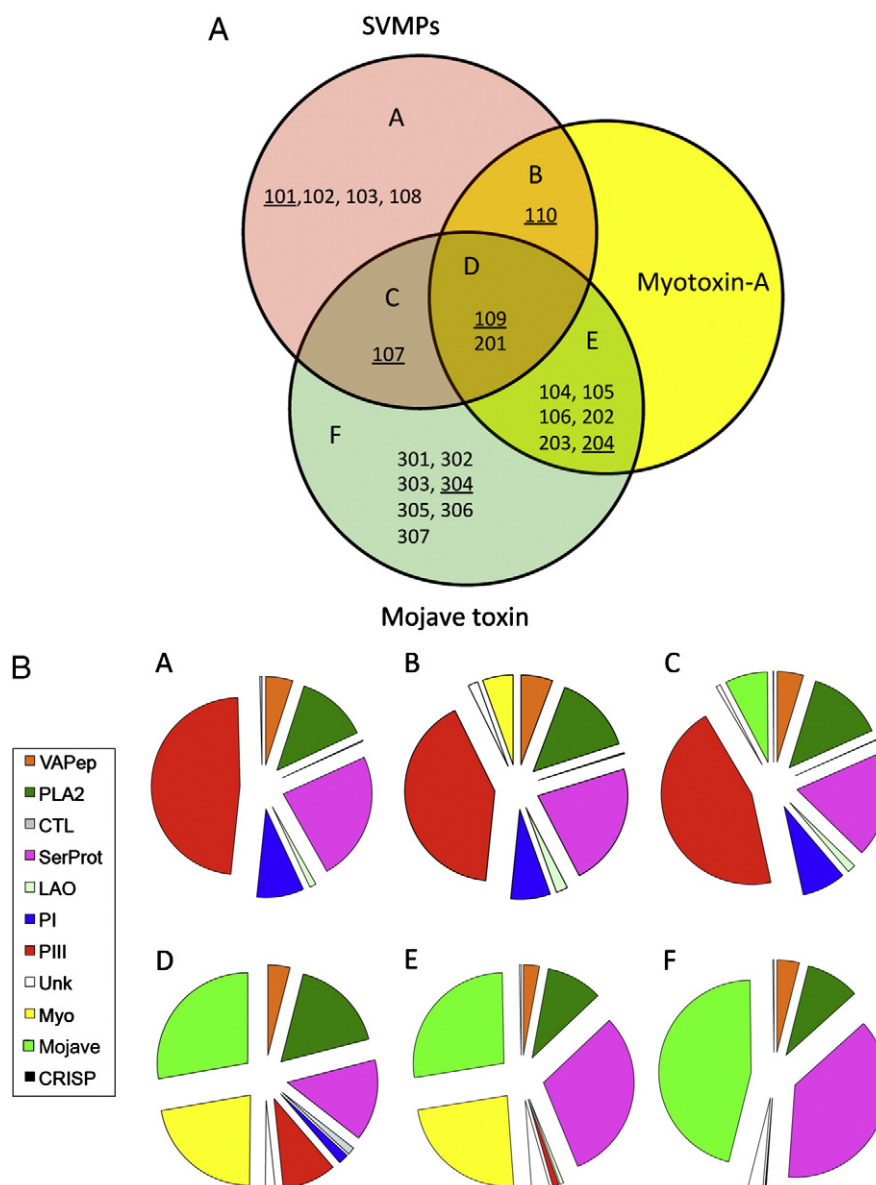 A
SVMPs
A
101,102, 103, 108
B
110
Myotoxin-A
D
109
201
C
107
E
104, 105
106, 202
203, 204
F
301, 302
303, 304
305, 306
307
Mojave toxin
B
A
B
C
VAPep
PLA2
CTL
SerProt
LAO
PI
PIII
Unk
Myo
Mojave
CRISP
D
E
F